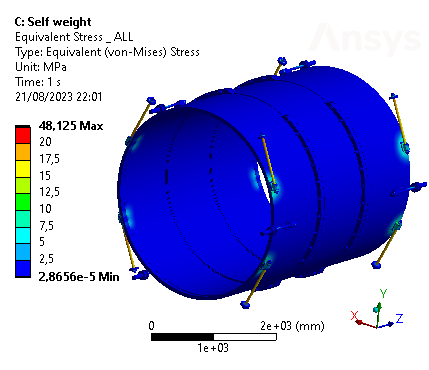 C: Self weight
Equivalent Stress _ ALL
Type: Equivalent (von-Mises) Stress
Unit: MPa
Time: 1 s
21/08/2023 22:01
Ansys
48,125 Max
20
17,5
15
12,5
10
7,5
5
2,5
2,8656e-5 Min
0
2e+03 (mm)
1e+03
Y
X
Z